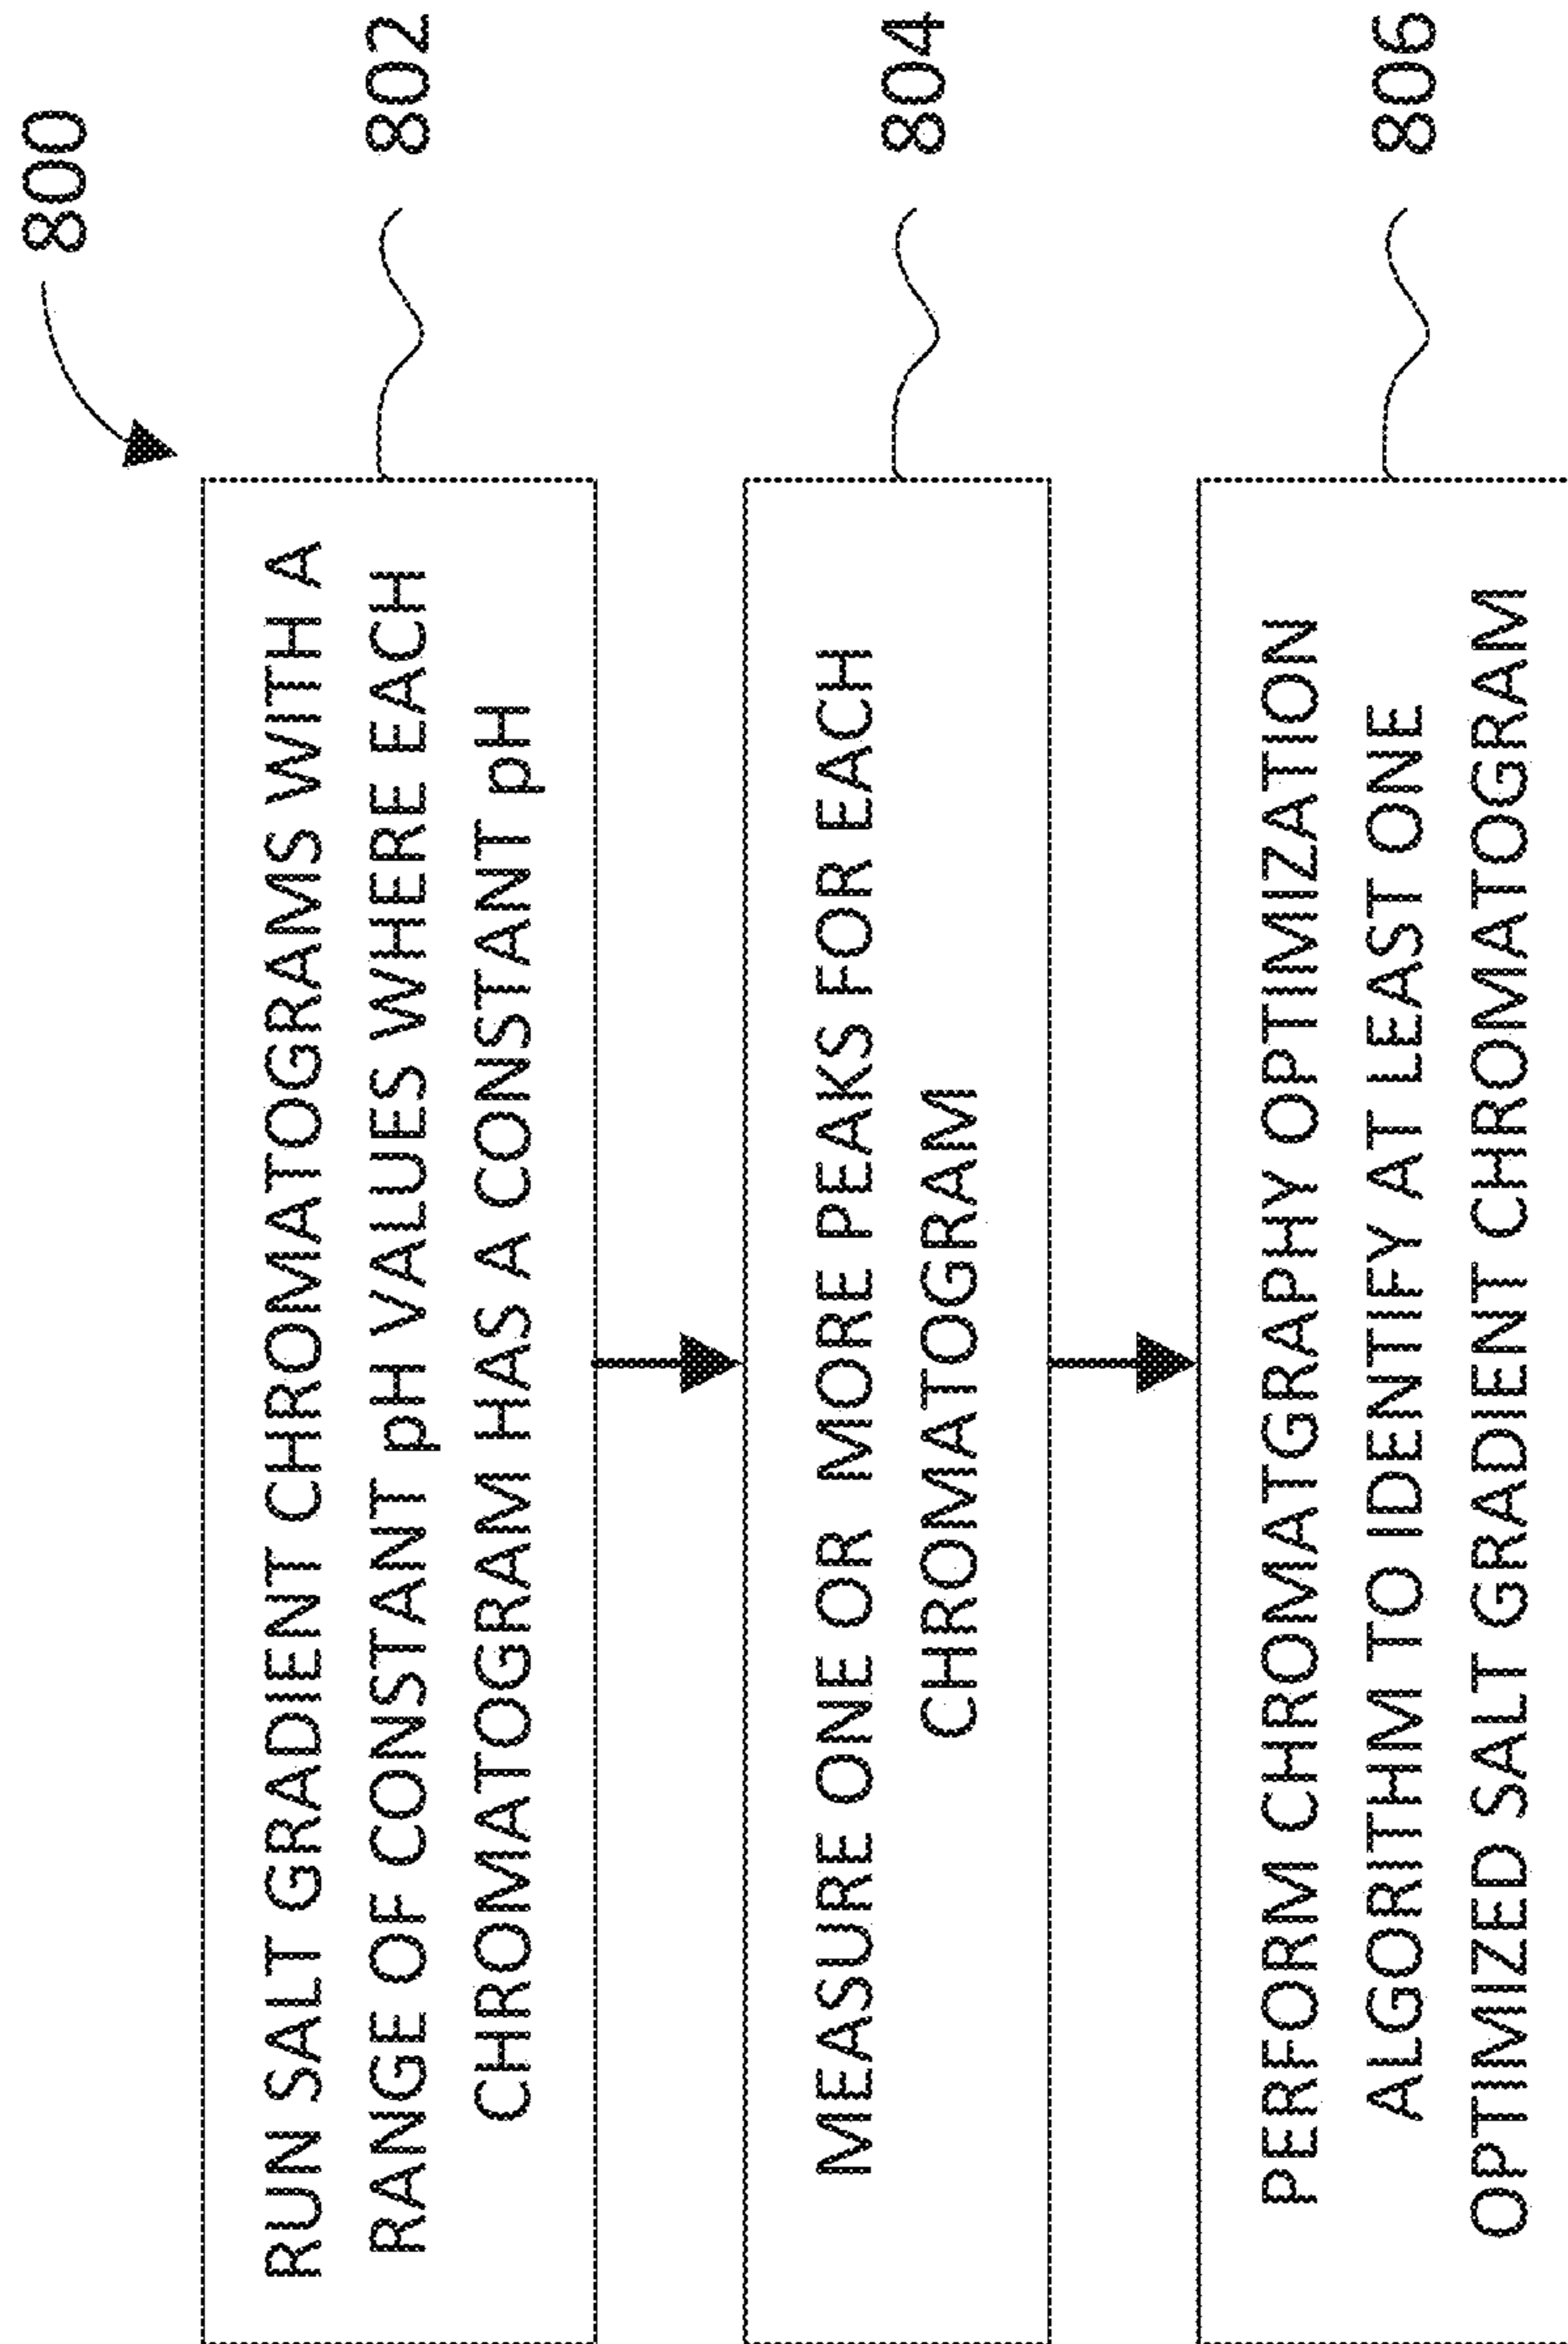 800
RUN SALT GRADIENT CHROMATOGRAMS WITH A
RANGE OF CONSTANT pH VALUES WHERE EACH
CHROMATOGRAM HAS A CONSTANT pH
802
MEASURE ONE OR MORE PEAKS FOR EACH
CHROMATOGRAM
804
PERFORM CHROMATGRAPHY OPTIMIZATION
ALGORITHM TO IDENTIFY AT LEAST ONE
OPTIMIZED SALT GRADIENT CHROMATOGRAM
806